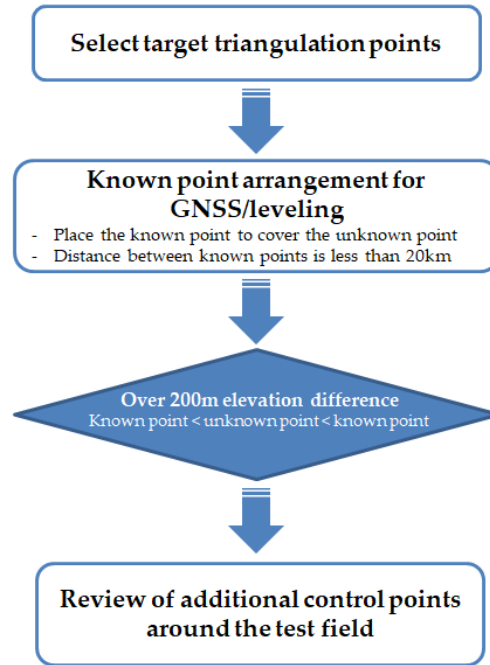 Select target triangulation points
Known point arrangement for
GNSS/leveling
- Place the known point to cover the unknown point
- Distance between known points is less than 20km
Over 200m elevation difference
Known point < unknown point < known point
Review of additional control points
around the test field